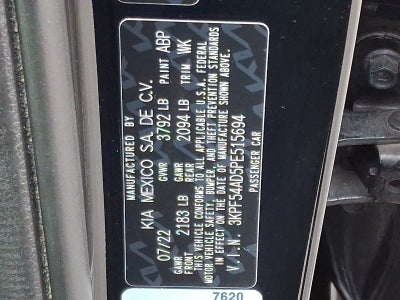 KIA MEXICO S.A. DE C.V.
07/22 GVWR 3792 LB PAINT ABP
GAWR FRONT 2183 LB GAWR REAR 2094 LB TRIM WK
THIS VEHICLE CONFORMS TO ALL APPLICABLE U.S.A. FEDERAL
MOTOR VEHICLE SAFETY, BUMPER, AND THEFT PREVENTION STANDARDS
IN EFFECT ON THE DATE OF MANUFACTURE SHOWN ABOVE.
V.I.N. 3KPF54AD5PE515694
PASSENGER CAR
7620